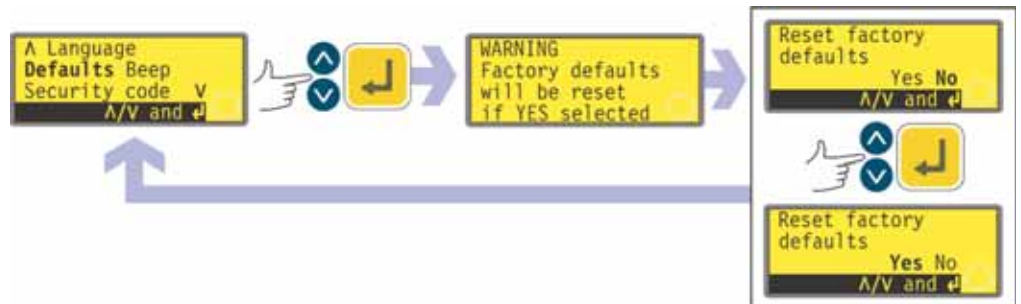 Λ Language
Defaults Beep
Security code V
Λ/V and ↵
WARNING
Factory defaults
will be reset
if YES selected
Reset factory
defaults
Yes No
Λ/V and ↵
Reset factory
defaults
Yes No
Λ/V and ↵